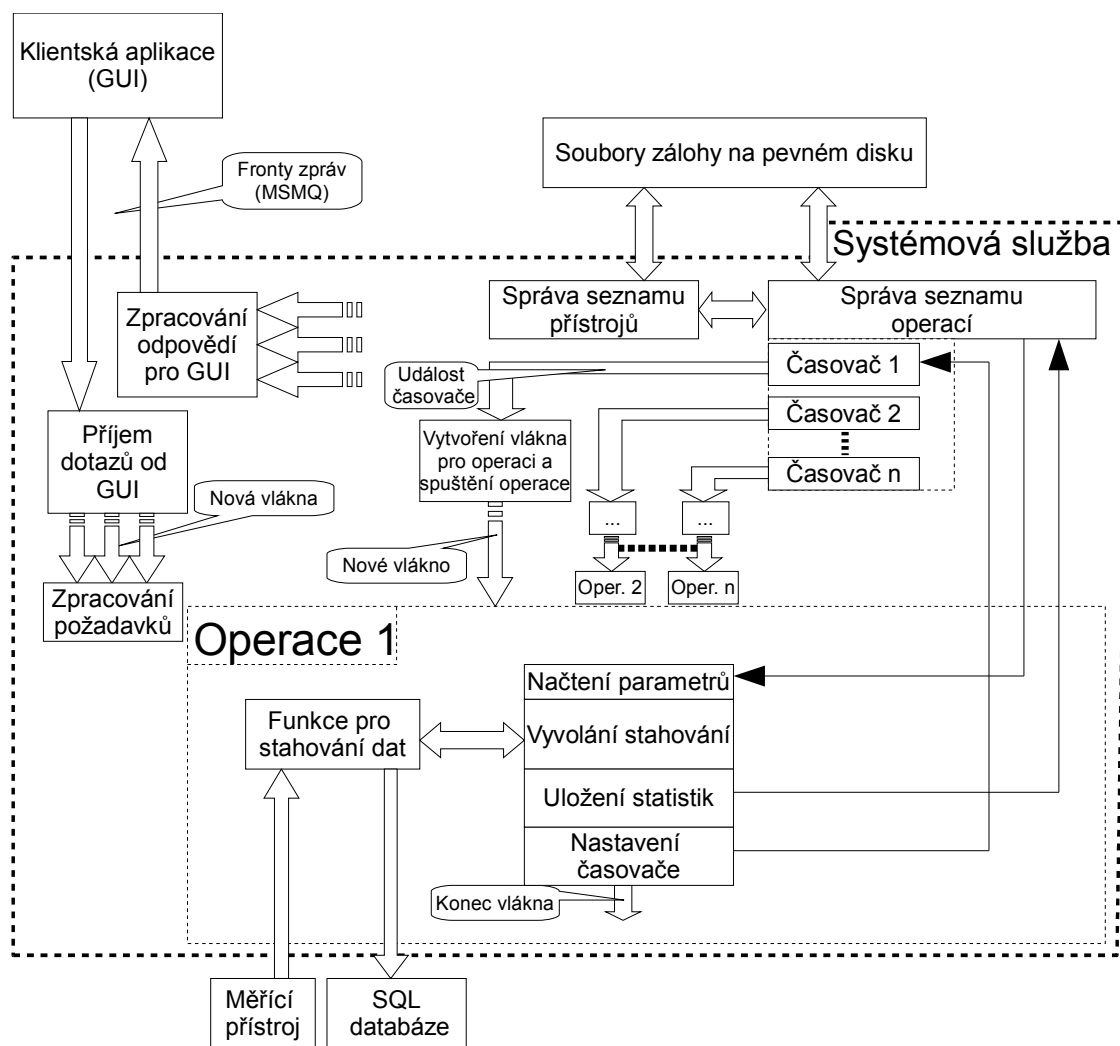 Klientská aplikace
(GUI)
Fronty zpráv
(MSMQ)
Soubory zálohy na pevném disku
Systémová služba
Zpracování
odpovědí
pro GUI
Správa seznamu
přístrojů
Správa seznamu
operací
Událost
časovače
Časovač 1
Časovač 2
Časovač n
Příjem
dotazů od
GUI
Vytvoření vlákna
pro operaci a
spuštění operace
Nová vlákna
...
...
Nové vlákno
Oper. 2
Oper. n
Zpracování
požadavků
Operace 1
Načtení parametrů
Funkce pro
stahování dat
Vyvolání stahování
Uložení statistik
Nastavení
časovače
Konec vlákna
Měřící
přístroj
SQL
databáze